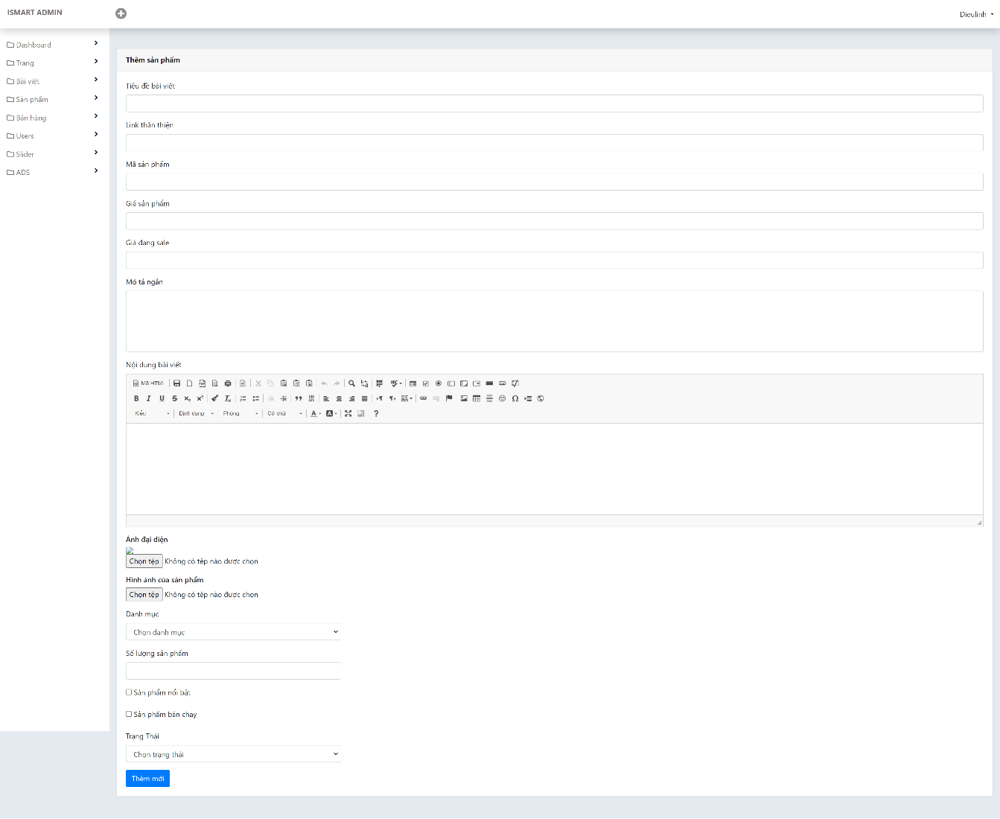 ISMART ADMIN
Dieulinh
Dashboard
Trang
Bài viết
Sản phẩm
Bán hàng
Users
Slider
ADS
Thêm sản phẩm
Tiêu đề bài viết
Link thân thiện
Mã sản phẩm
Giá sản phẩm
Giá đang sale
Mô tả ngắn
Nội dung bài viết
Mã HTML
Kiểu Định dạng Phông Cỡ chữ
Ảnh đại diện
Chọn tệp Không có tệp nào được chọn
Hình ảnh của sản phẩm
Chọn tệp Không có tệp nào được chọn
Danh mục
Chọn danh mục
Số lượng sản phẩm
Sản phẩm nổi bật
Sản phẩm bán chạy
Trạng Thái
Chọn trạng thái
Thêm mới